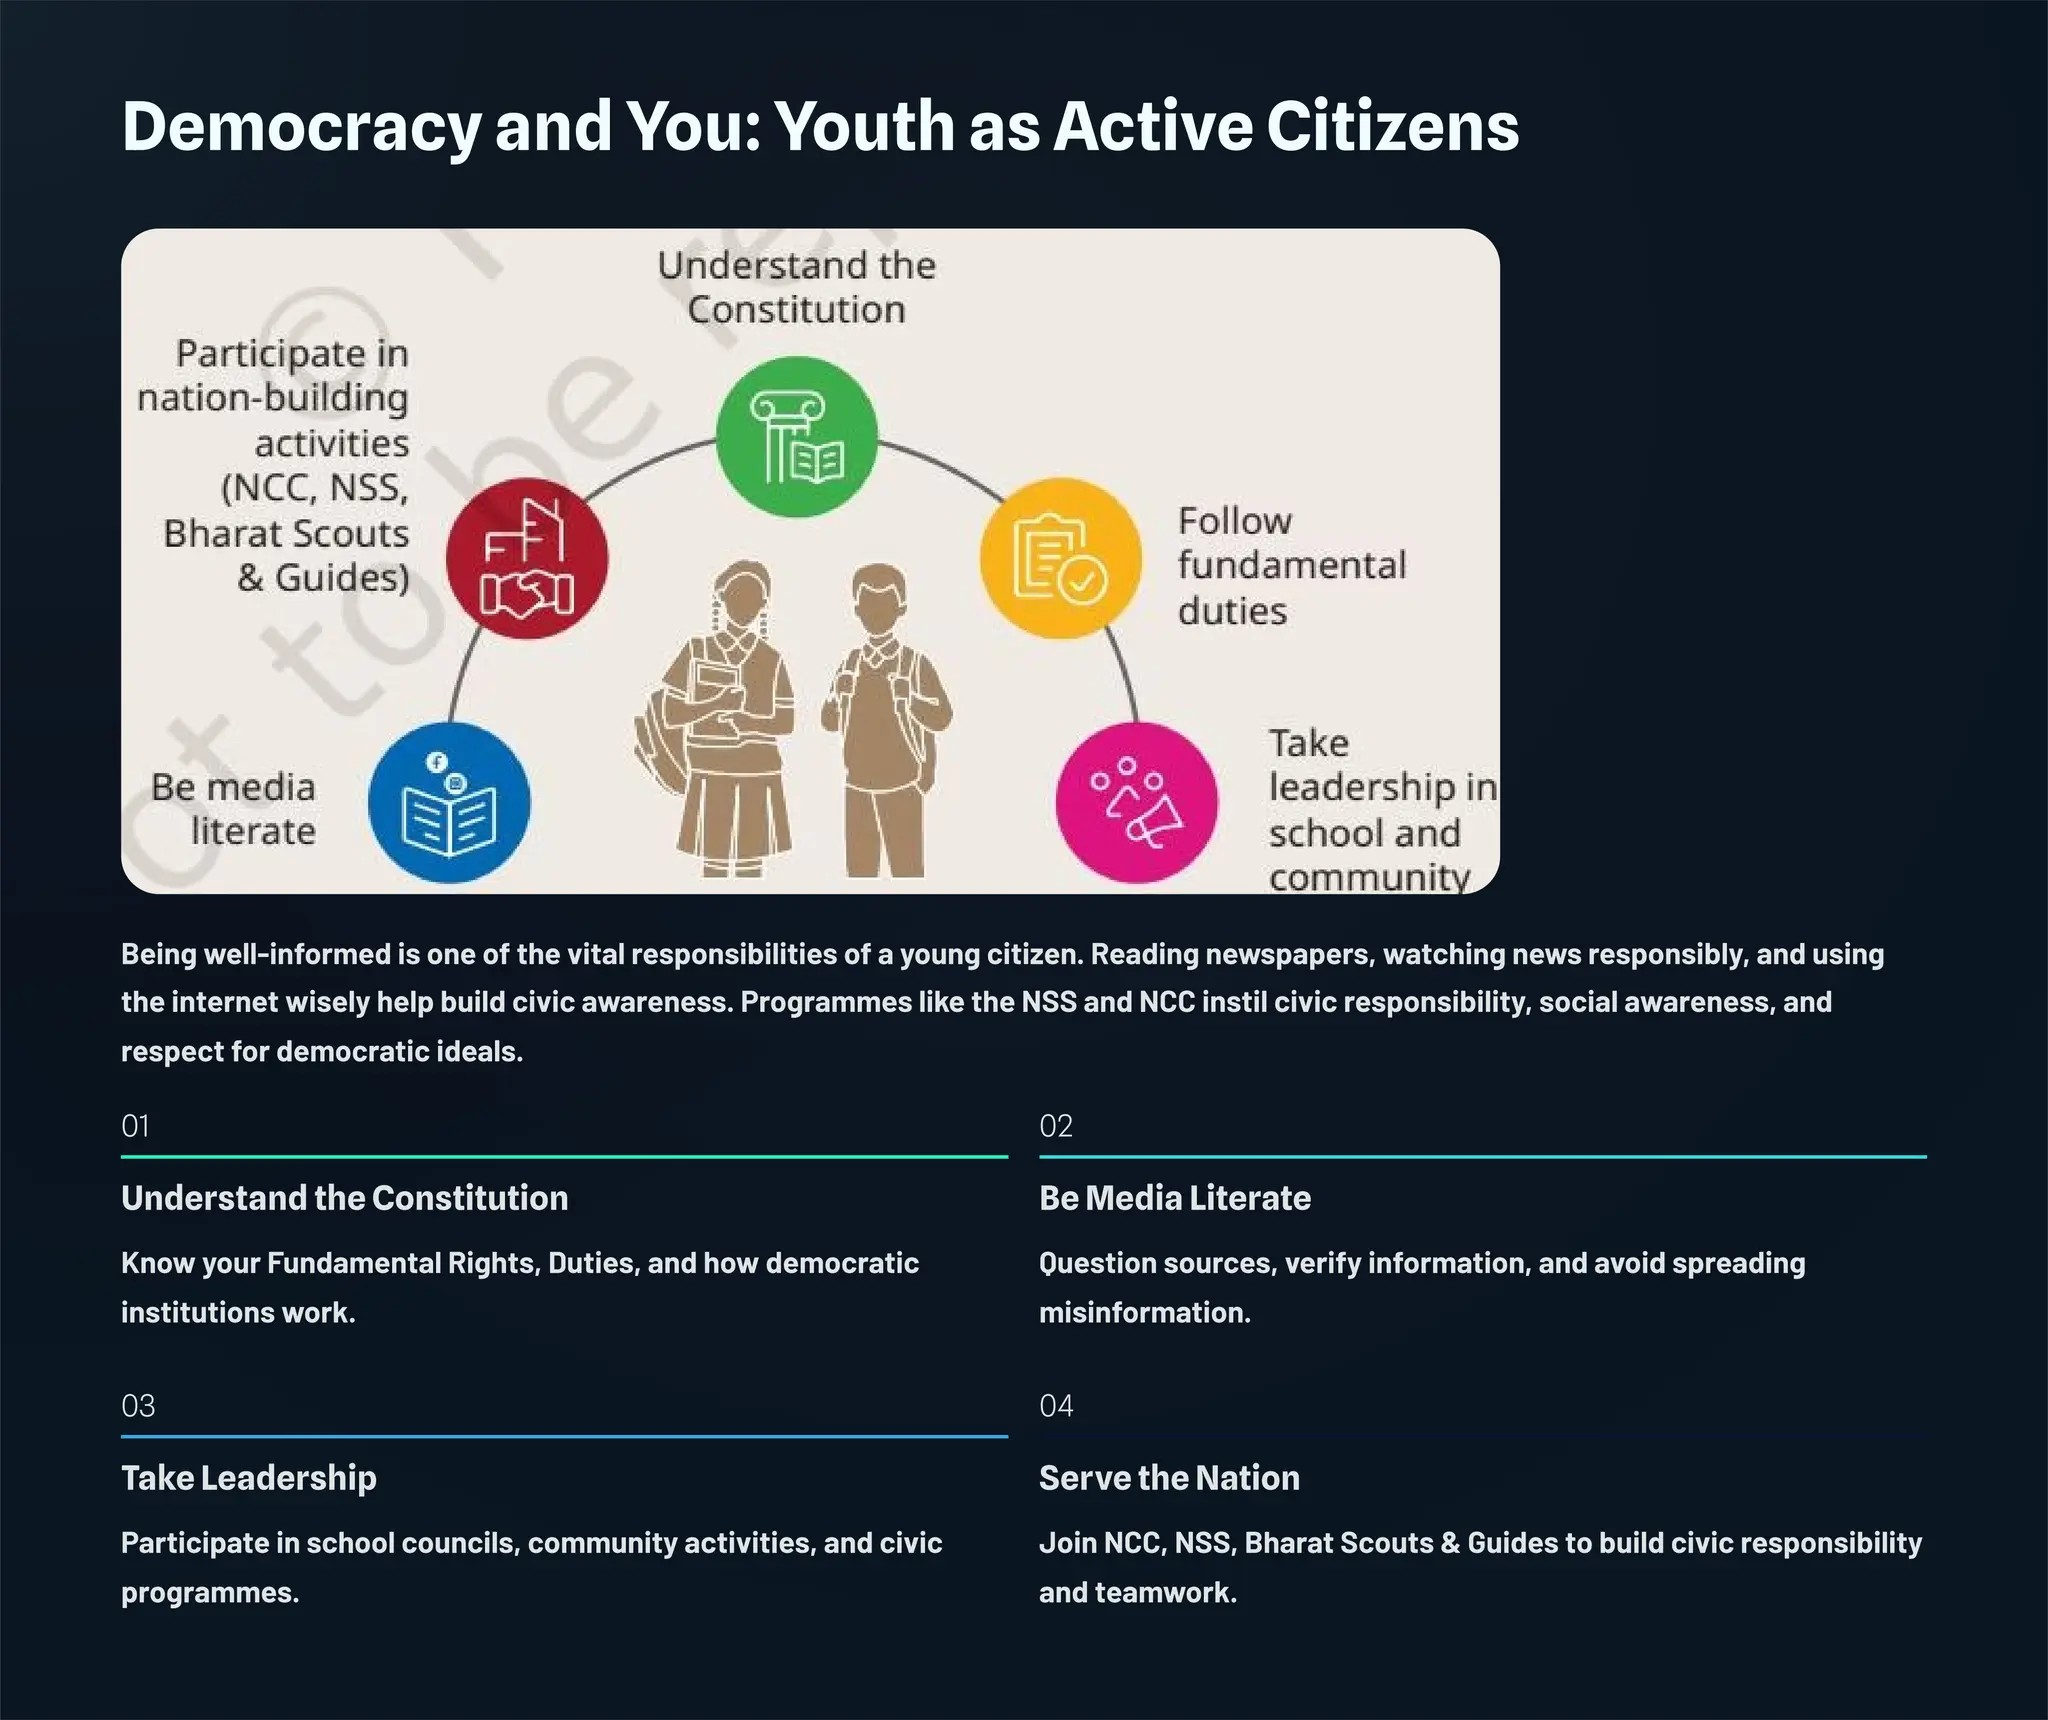 Democracy and You: Youth as Active Citizens
Understand the
Constitution
Participate in
nation-building
activities
(NCC, NSS,
Bharat Scouts
& Guides)
Follow
fundamental
duties
Be media
literate
Take
leadership in
school and
community
© 
ot to be
Being well-informed is one of the vital responsibilities of a young citizen. Reading newspapers, watching news responsibly, and using
the internet wisely help build civic awareness. Programmes like the NSS and NCC instil civic responsibility, social awareness, and
respect for democratic ideals.
01
Understand the Constitution
Know your Fundamental Rights, Duties, and how democratic
institutions work.
02
Be Media Literate
Question sources, verify information, and avoid spreading
misinformation.
03
Take Leadership
Participate in school councils, community activities, and civic
programmes.
04
Serve the Nation
Join NCC, NSS, Bharat Scouts & Guides to build civic responsibility
and teamwork.